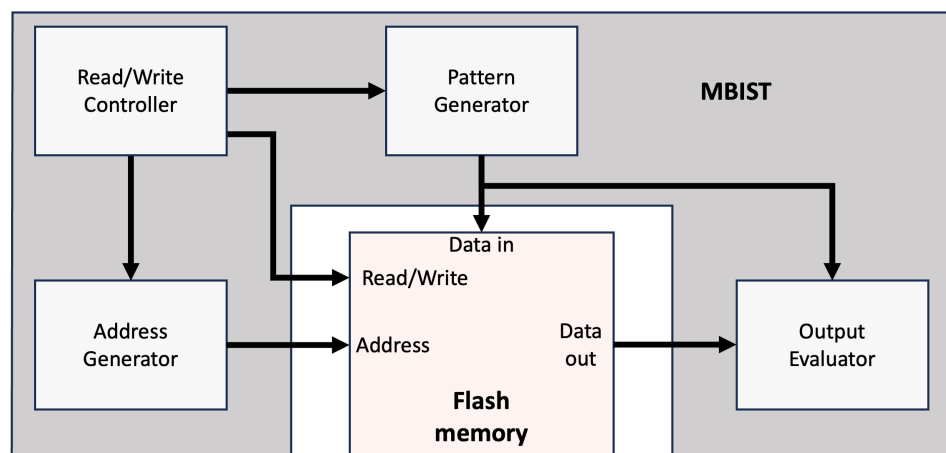 Read/Write
Controller
Pattern
Generator
MBIST
Data in
Read/Write
Address
Generator
Address
Data
out
Output
Evaluator
Flash
memory